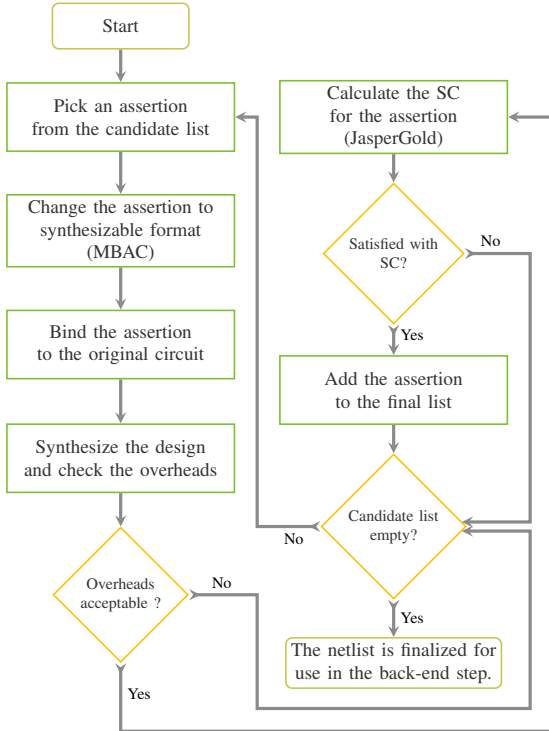 Start
Pick an assertion
from the candidate list
Change the assertion to
synthesizable format
(MBAC)
Bind the assertion
to the original circuit
Synthesize the design
and check the overheads
Overheads
acceptable ?
No
Yes
Calculate the SC
for the assertion
(JasperGold)
Satisfied with
SC?
No
Yes
Add the assertion
to the final list
Candidate list
empty?
No
Yes
The netlist is finalized for
use in the back-end step.